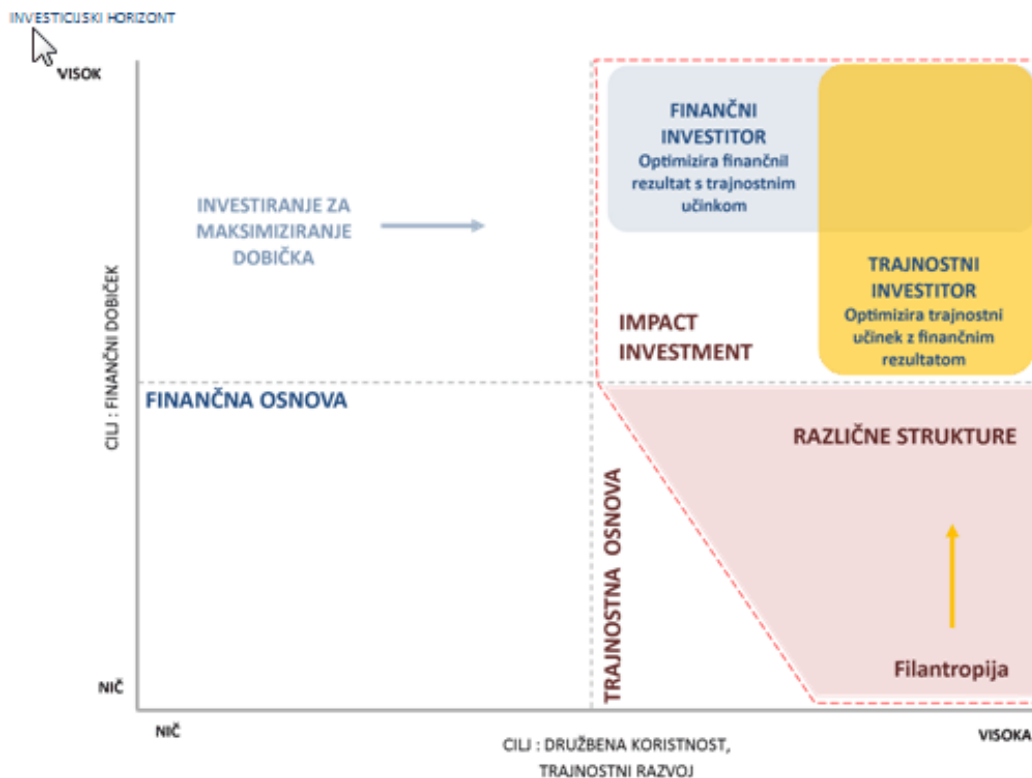 INVESTICIJSKI HORIZONT
VISOK
FINANČNI
INVESTITOR
Optimizira finančnil
rezultat s trajnostnim
učinkom
INVESTIRANJE ZA
MAKSIMIZIRANJE
DOBIČKA
TRAJNOSTNI
INVESTITOR
Optimizira trajnostni
učinek z finančnim
rezultatom
IMPACT
INVESTMENT
CILJ : FINANČNI DOBIČEK
FINANČNA OSNOVA
RAZLIČNE STRUKTURE
TRAJNOSTNA OSNOVA
Filantropija
NIČ
NIČ
VISOKA
CILJ : DRUŽBENA KORISTNOST,
TRAJNOSTNI RAZVOJ